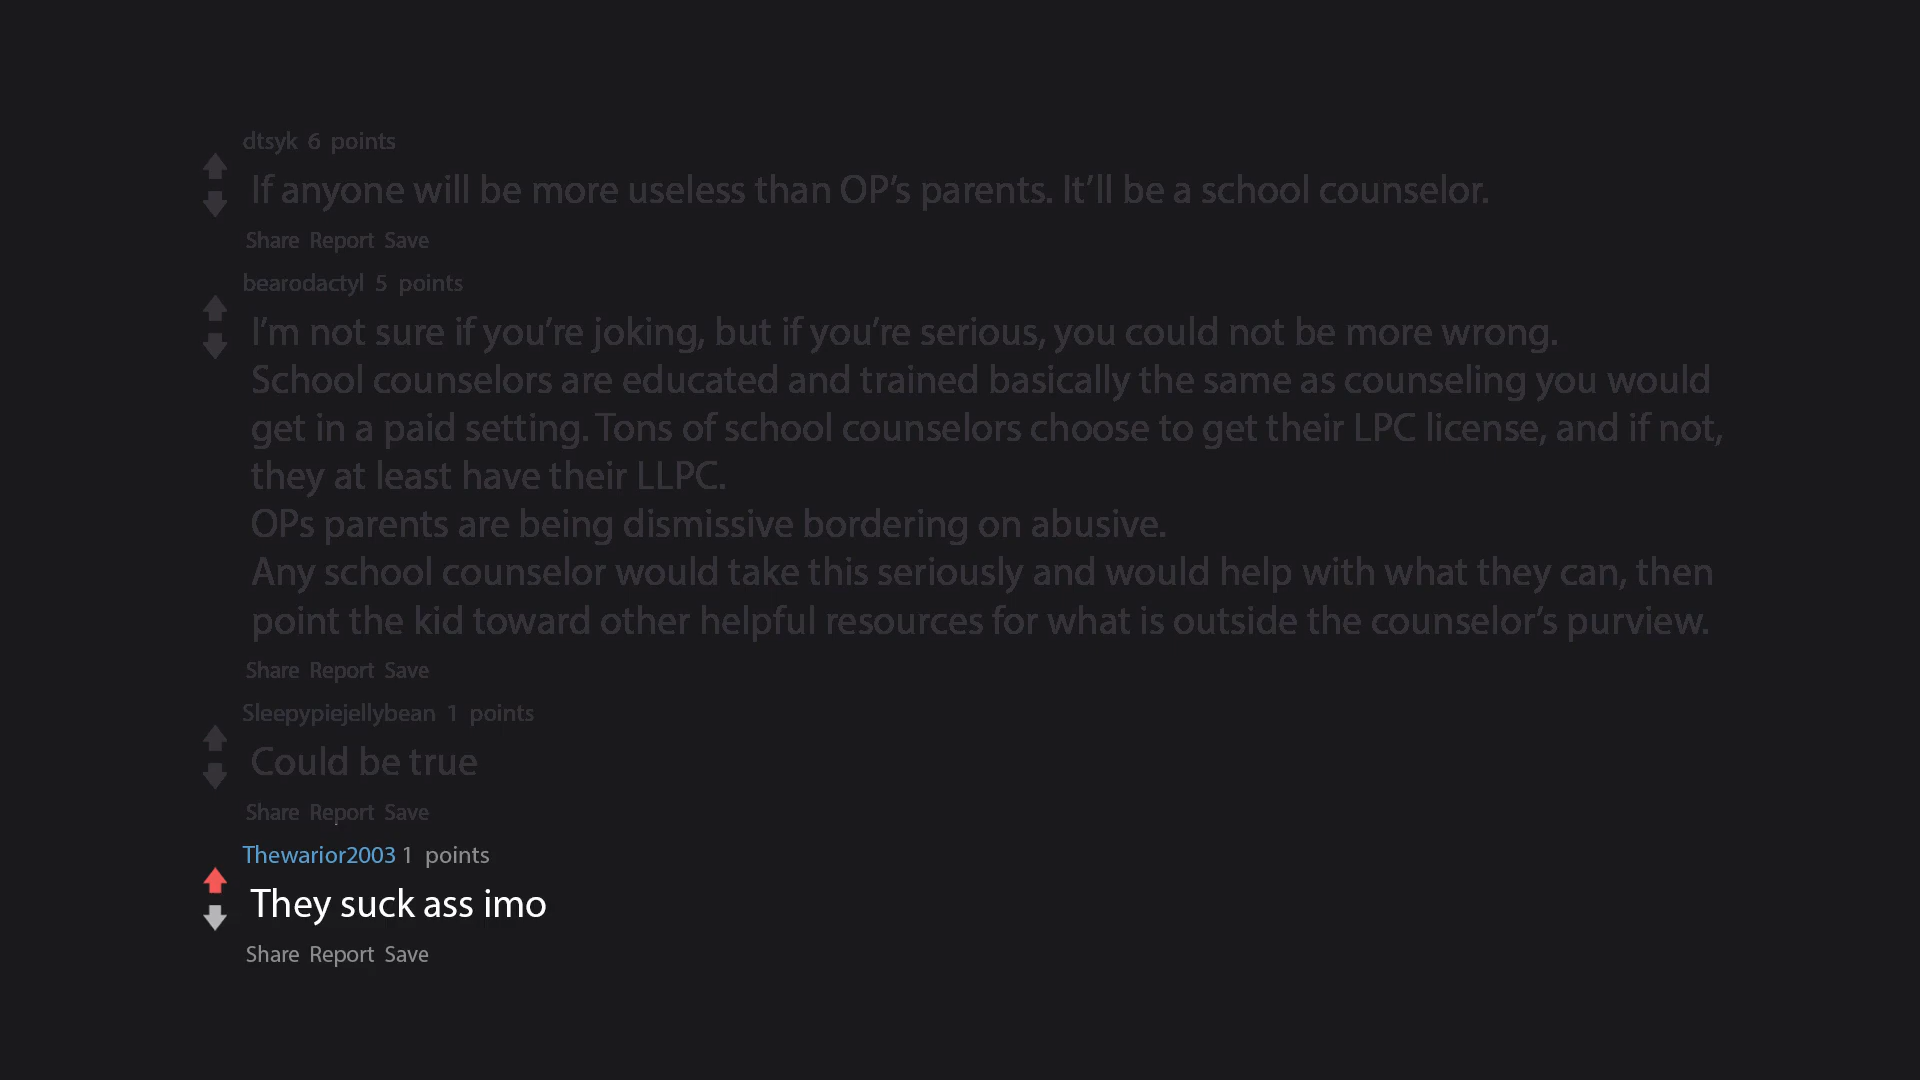 dtsyk 6 points
If anyone will be more useless than OP’s parents. It’ll be a school counselor.
Share Report Save
bearodactyl 5 points
I’m not sure if you’re joking, but if you’re serious, you could not be more wrong.
School counselors are educated and trained basically the same as counseling you would
get in a paid setting. Tons of school counselors choose to get their LPC license, and if not,
they at least have their LLPC.
OPs parents are being dismissive bordering on abusive.
Any school counselor would take this seriously and would help with what they can, then
point the kid toward other helpful resources for what is outside the counselor’s purview.
Share Report Save
Sleepypiejellybean 1 points
Could be true
Share Report Save
Thewarior2003 1 points
They suck ass imo
Share Report Save